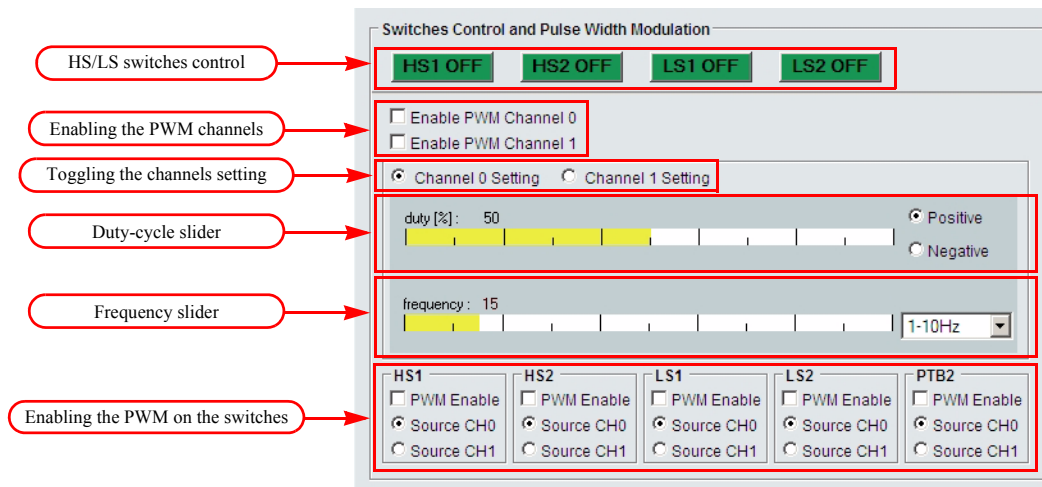 Switches Control and Pulse Width Modulation
HS/LS switches control
HS1 OFF HS2 OFF LS1 OFF LS2 OFF
Enabling the PWM channels
Enable PWM Channel 0
Enable PWM Channel 1
Toggling the channels setting
Channel 0 Setting Channel 1 Setting
Duty-cycle slider
duty [%] : 50
Positive
Negative
Frequency slider
frequency : 15
1-10Hz
Enabling the PWM on the switches
HS1 HS2 LS1 LS2 PTB2
PWM Enable PWM Enable PWM Enable PWM Enable PWM Enable
Source CH0 Source CH0 Source CH0 Source CH0 Source CH0
Source CH1 Source CH1 Source CH1 Source CH1 Source CH1